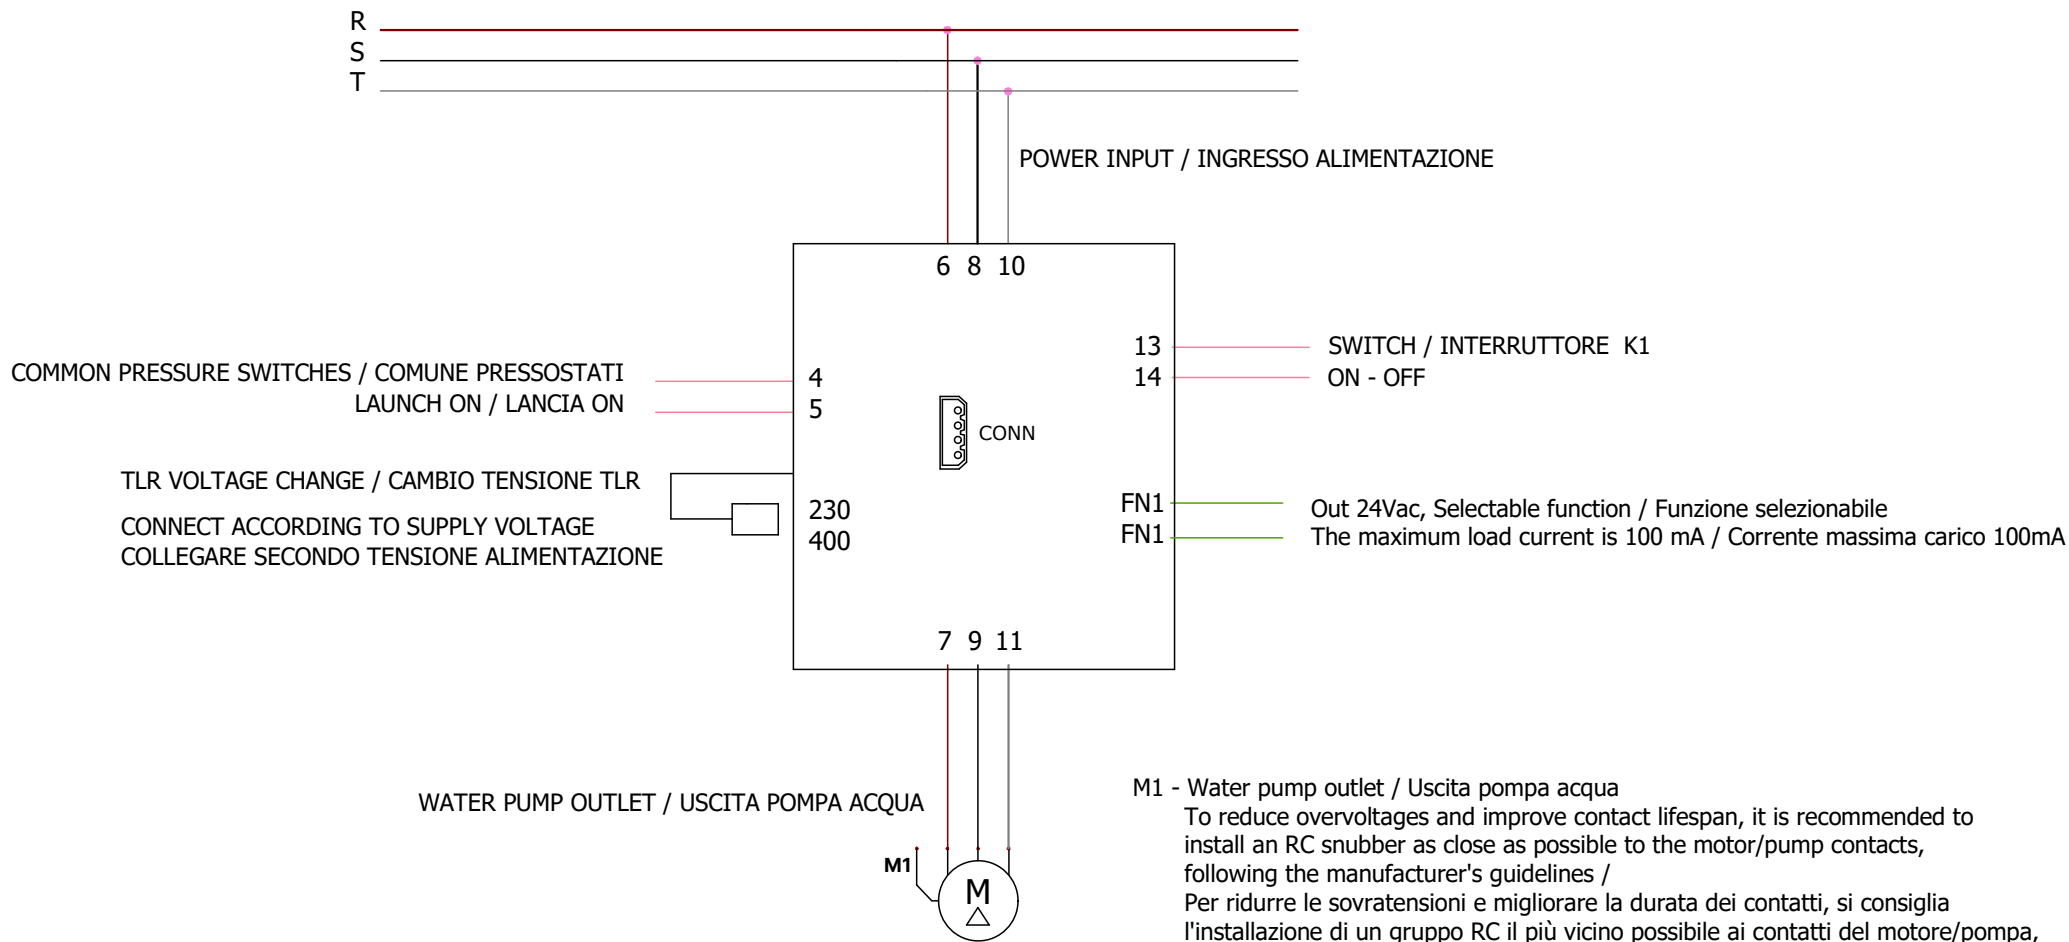 R
S
T
POWER INPUT / INGRESSO ALIMENTAZIONE
6 8 10
13 SWITCH / INTERRUTTORE K1
14 ON - OFF
COMMON PRESSURE SWITCHES / COMUNE PRESSOSTATI 4
LAUNCH ON / LANCIA ON 5
CONN
TLR VOLTAGE CHANGE / CAMBIO TENSIONE TLR
CONNECT ACCORDING TO SUPPLY VOLTAGE
COLLEGARE SECONDO TENSIONE ALIMENTAZIONE
230
400
FN1 Out 24Vac, Selectable function / Funzione selezionabile
FN1 The maximum load current is 100 mA / Corrente massima carico 100mA
7 9 11
WATER PUMP OUTLET / USCITA POMPA ACQUA
M1
M
M1 - Water pump outlet / Uscita pompa acqua
To reduce overvoltages and improve contact lifespan, it is recommended to
install an RC snubber as close as possible to the motor/pump contacts,
following the manufacturer's guidelines /
Per ridurre le sovratensioni e migliorare la durata dei contatti, si consiglia
l'installazione di un gruppo RC il più vicino possibile ai contatti del motore/pompa,